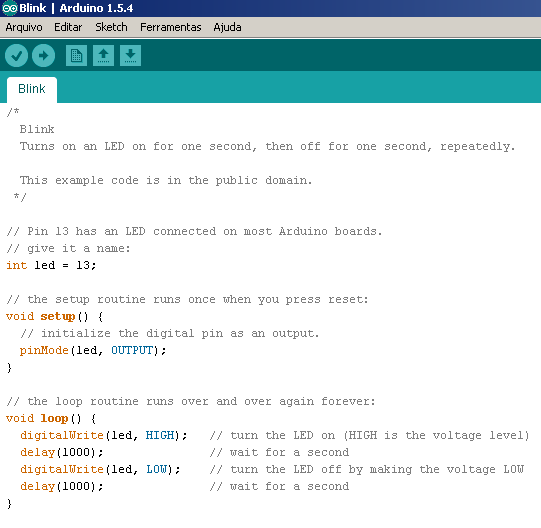 Blink | Arduino 1.5.4
Arquivo Editar Sketch Ferramentas Ajuda
Blink
/*
  Blink
  Turns on an LED on for one second, then off for one second, repeatedly.

  This example code is in the public domain.
 */

// Pin 13 has an LED connected on most Arduino boards.
// give it a name:
int led = 13;

// the setup routine runs once when you press reset:
void setup() {
  // initialize the digital pin as an output.
  pinMode(led, OUTPUT);
}

// the loop routine runs over and over again forever:
void loop() {
  digitalWrite(led, HIGH);   // turn the LED on (HIGH is the voltage level)
  delay(1000);               // wait for a second
  digitalWrite(led, LOW);    // turn the LED off by making the voltage LOW
  delay(1000);               // wait for a second
}